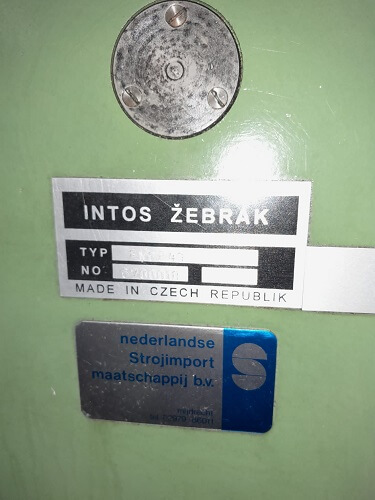 INTOS ŽEBRÁK
TYP
NO
MADE IN CZECH REPUBLIK
nederlandse
Strojimport
maatschappij b.v.